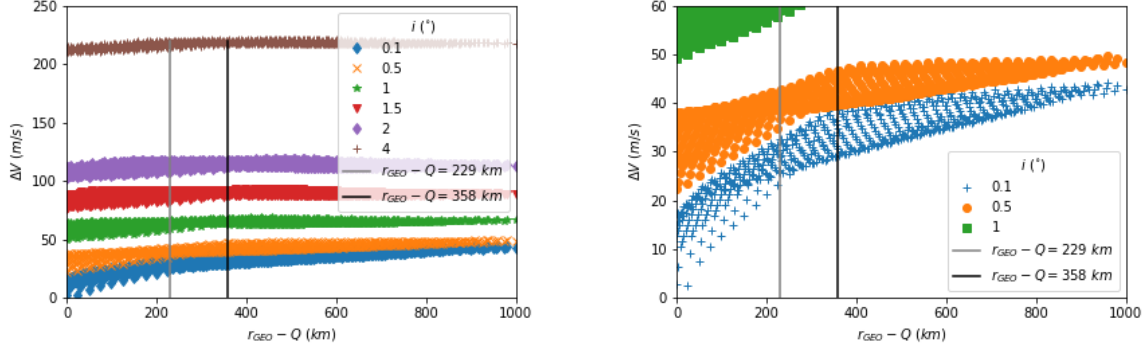 250
200
150
100
50
0
ΔV (m/s)
0 200 400 600 800 1000
r_GEO − Q (km)
i (°)
0.1
0.5
1
1.5
2
4
r_GEO − Q = 229 km
r_GEO − Q = 358 km
60
50
40
30
20
10
0
ΔV (m/s)
0 200 400 600 800 1000
r_GEO − Q (km)
i (°)
0.1
0.5
1
r_GEO − Q = 229 km
r_GEO − Q = 358 km